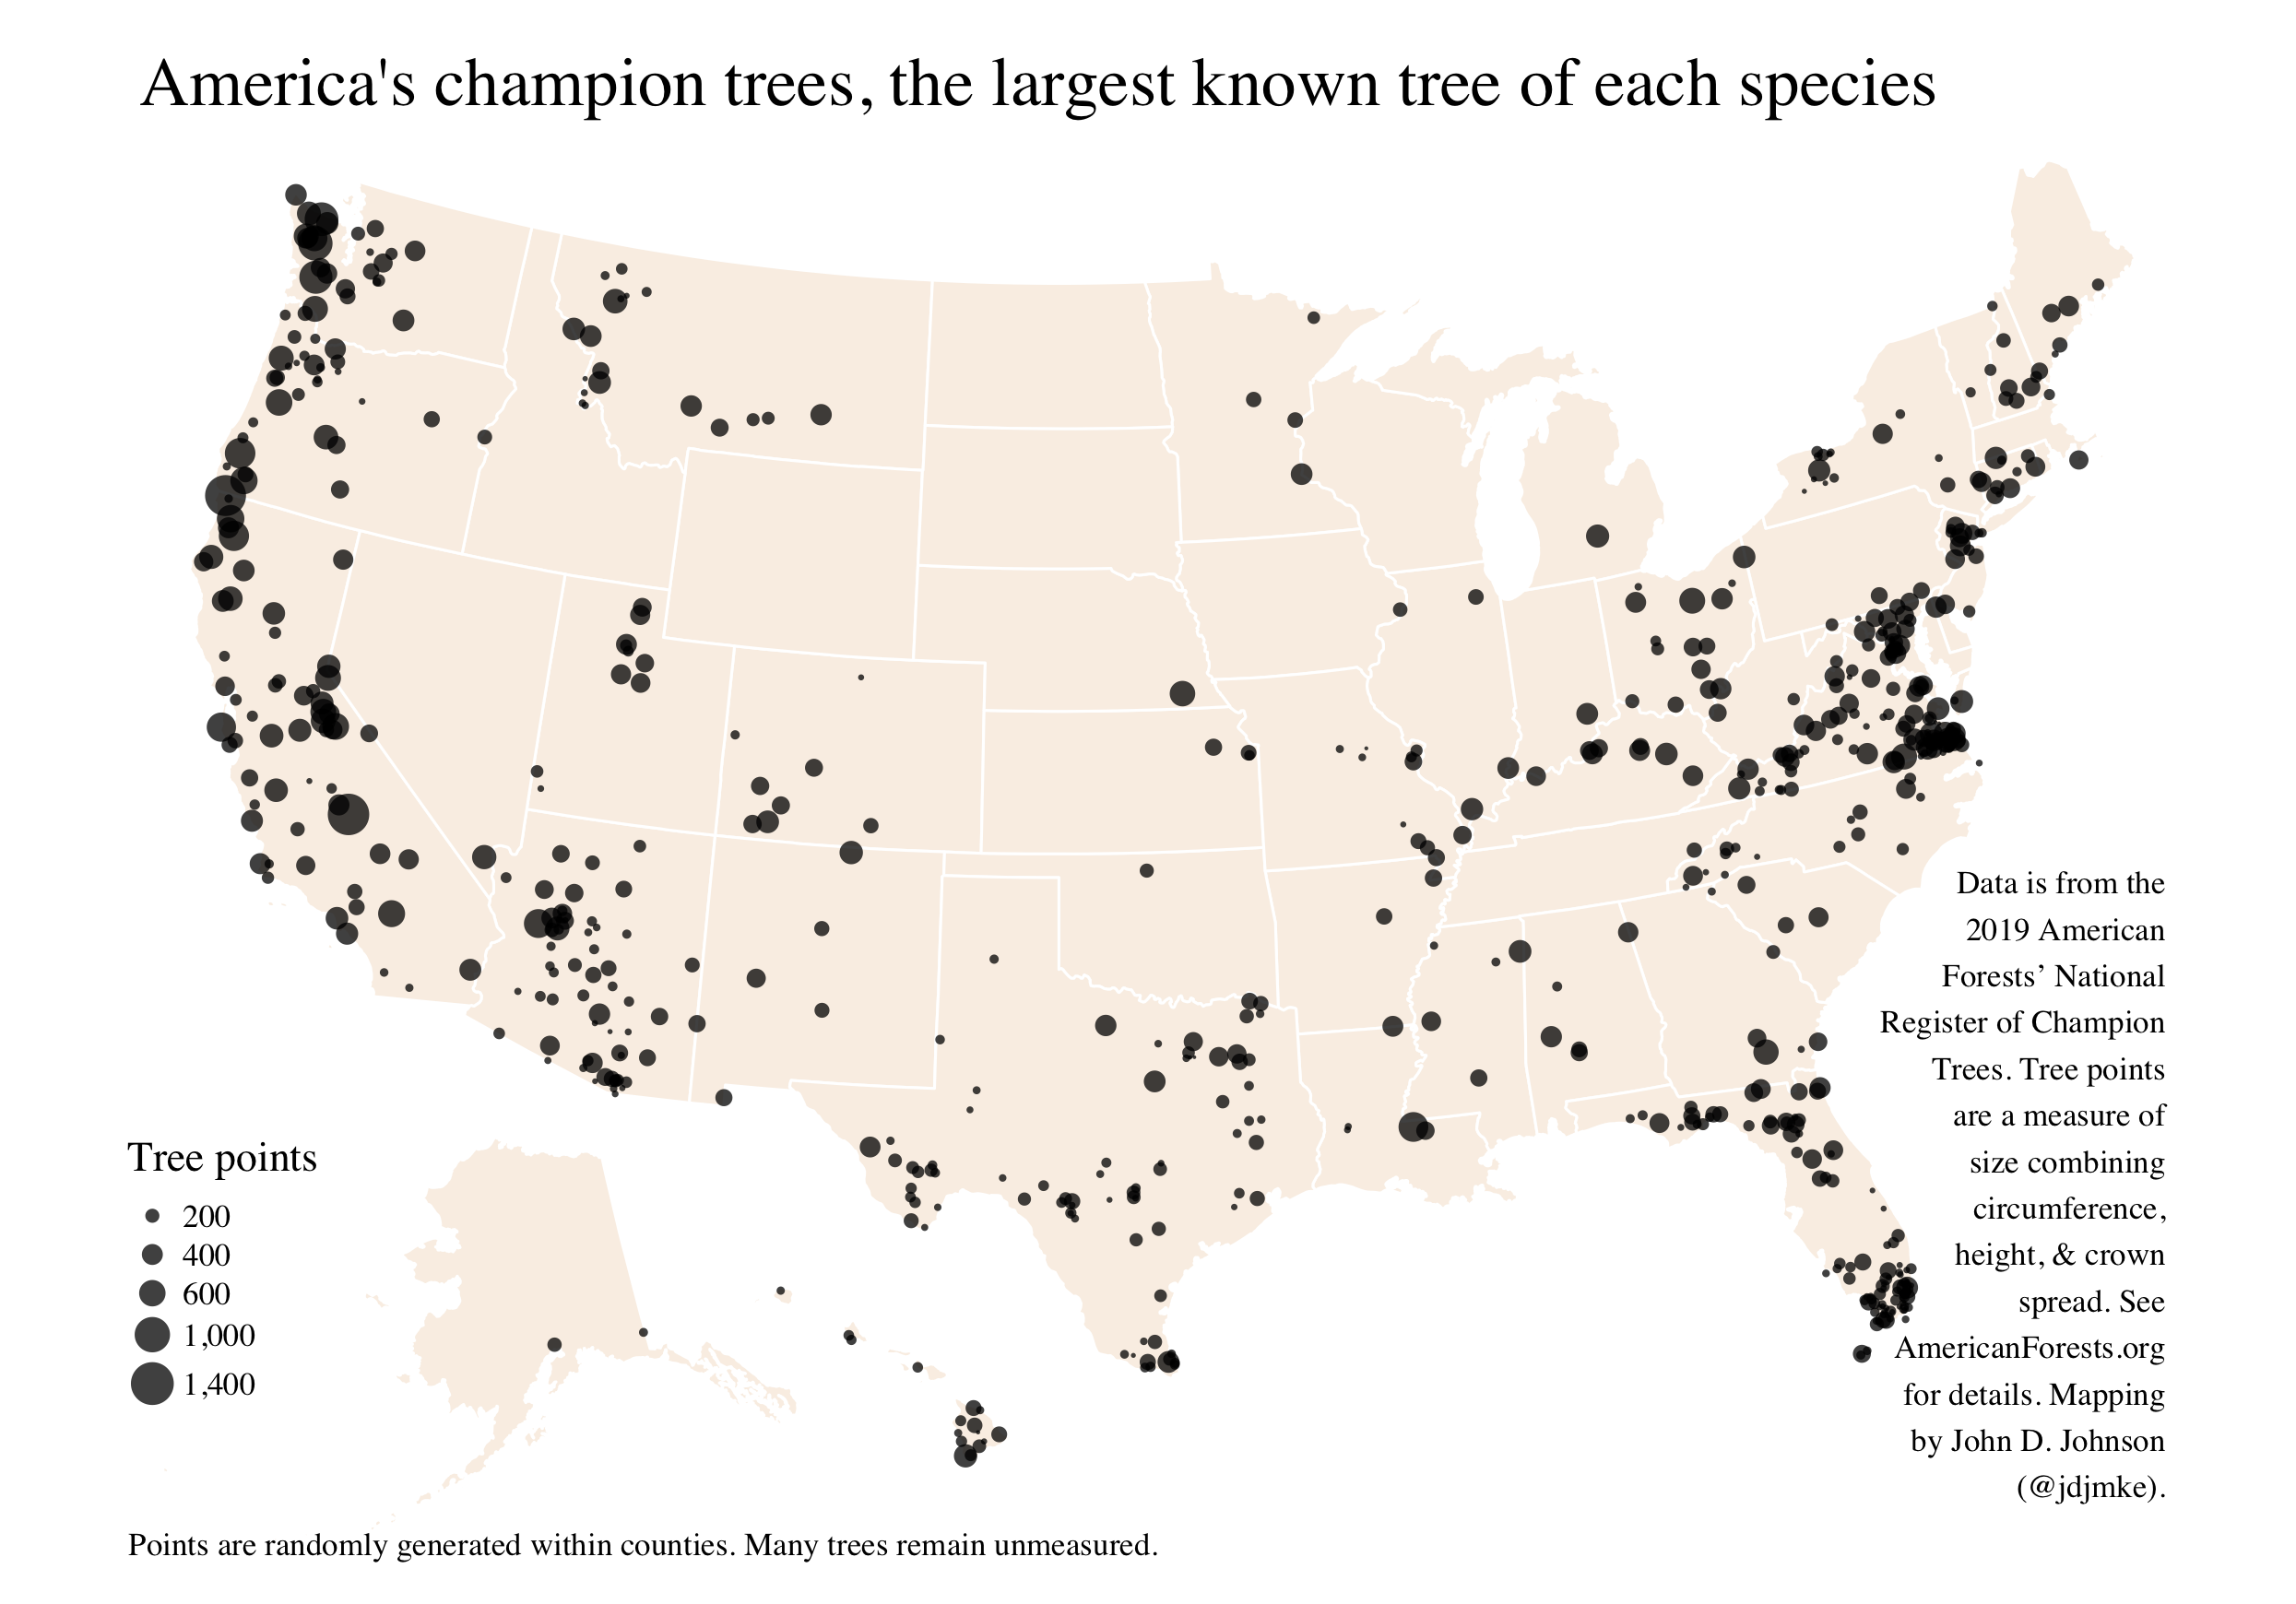 America's champion trees, the largest known tree of each species
Data is from the
2019 American
Forests’ National
Register of Champion
Trees. Tree points
are a measure of
size combining
circumference,
height, & crown
spread. See
AmericanForests.org
for details. Mapping
by John D. Johnson
(@jdjmke).
Tree points
200
400
600
1,000
1,400
Points are randomly generated within counties. Many trees remain unmeasured.